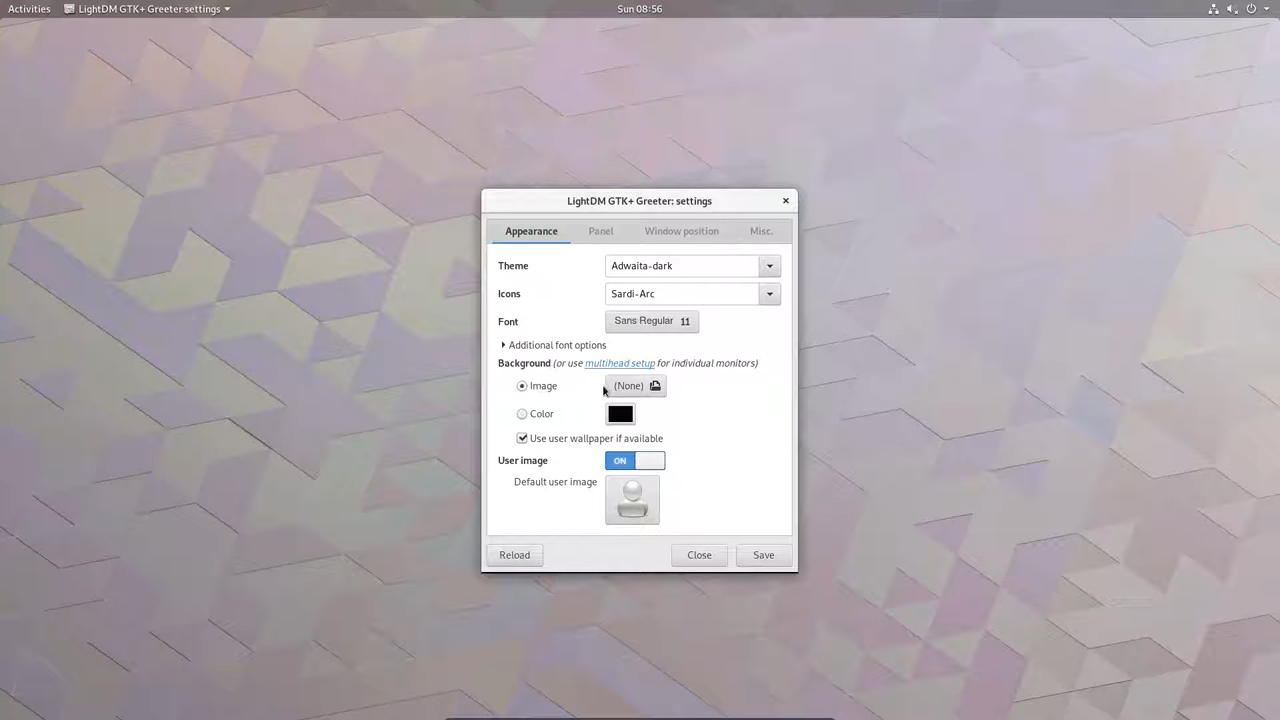 Activities LightDM GTK+ Greeter settings Sun 08:56
LightDM GTK+ Greeter: settings ×
Appearance Panel Window position Misc.
Theme Adwaita-dark
Icons Sardi-Arc
Font Sans Regular 11
Additional font options
Background (or use multihead setup for individual monitors)
Image (None)
Color
Use user wallpaper if available
User image ON
Default user image
Reload Close Save